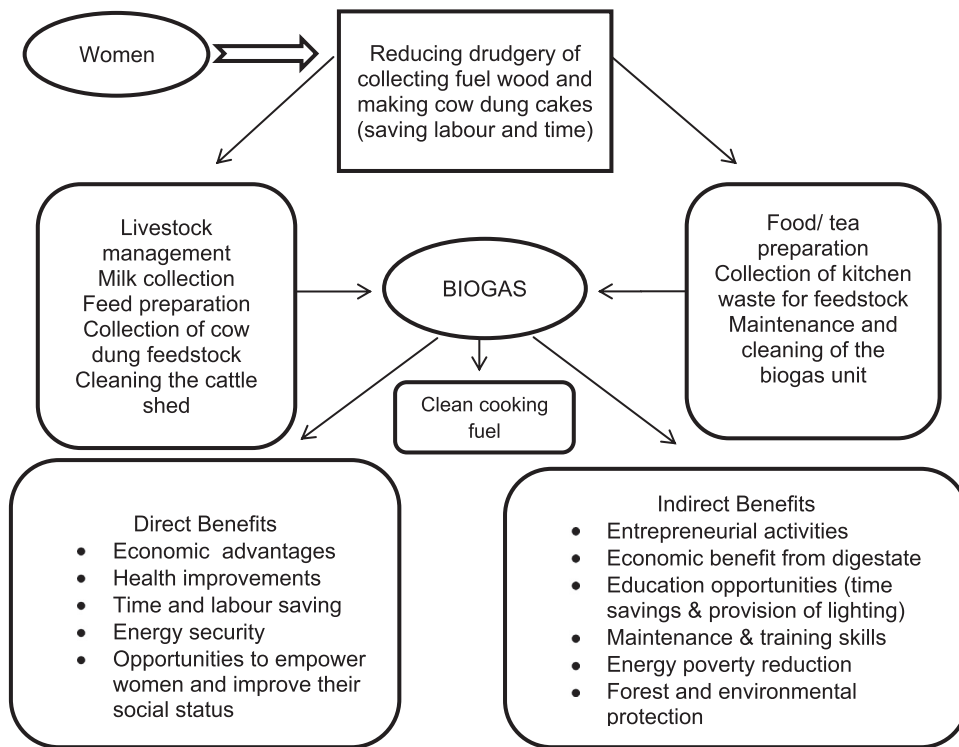 Women
Reducing drudgery of
collecting fuel wood and
making cow dung cakes
(saving labour and time)
Livestock
management
Milk collection
Feed preparation
Collection of cow
dung feedstock
Cleaning the cattle
shed
BIOGAS
Food/ tea
preparation
Collection of kitchen
waste for feedstock
Maintenance and
cleaning of the
biogas unit
Clean cooking
fuel
Direct Benefits
• Economic advantages
• Health improvements
• Time and labour saving
• Energy security
• Opportunities to empower
women and improve their
social status
Indirect Benefits
• Entrepreneurial activities
• Economic benefit from digestate
• Education opportunities (time
savings & provision of lighting)
• Maintenance & training skills
• Energy poverty reduction
• Forest and environmental
protection